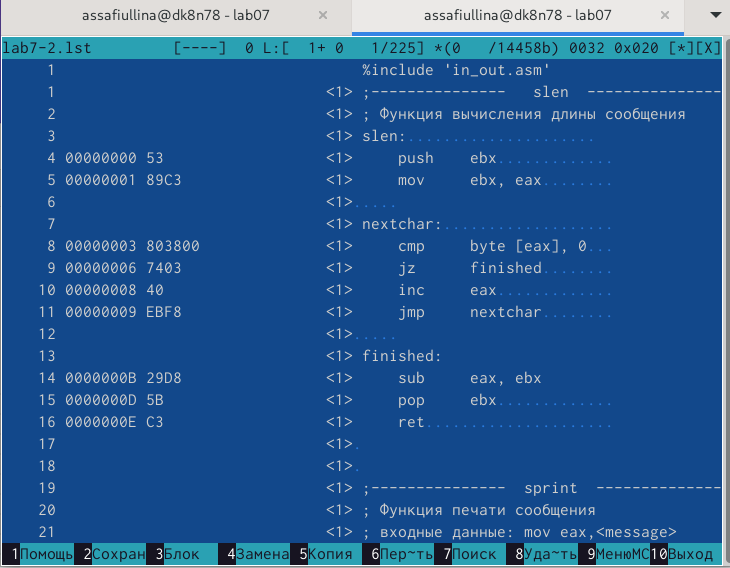 assafiullina@dk8n78 - lab07 × assafiullina@dk8n78 - lab07 ×
lab7-2.lst [----] 0 L:[ 1+ 0 1/225] *(0 /14458b) 0032 0x020 [*][X]
1 %include 'in_out.asm'
1 <1> ;--------------- slen ---------------
2 <1> ; Функция вычисления длины сообщения
3 <1> slen:.......................
4 00000000 53 <1> push ebx.............
5 00000001 89C3 <1> mov ebx, eax........
6 <1>.....
7 <1> nextchar:...................
8 00000003 803800 <1> cmp byte [eax], 0...
9 00000006 7403 <1> jz finished........
10 00000008 40 <1> inc eax.............
11 00000009 EBF8 <1> jmp nextchar........
12 <1>.....
13 <1> finished:
14 0000000B 29D8 <1> sub eax, ebx
15 0000000D 5B <1> pop ebx.............
16 0000000E C3 <1> ret.....................
17 <1>.
18 <1>.
19 <1> ;--------------- sprint --------------
20 <1> ; Функция печати сообщения
21 <1> ; входные данные: mov eax,<message>
1Помощь 2Сохран 3Блок 4Замена 5Копия 6Пер~ть 7Поиск 8Уда~ть 9МенюMC 10Выход